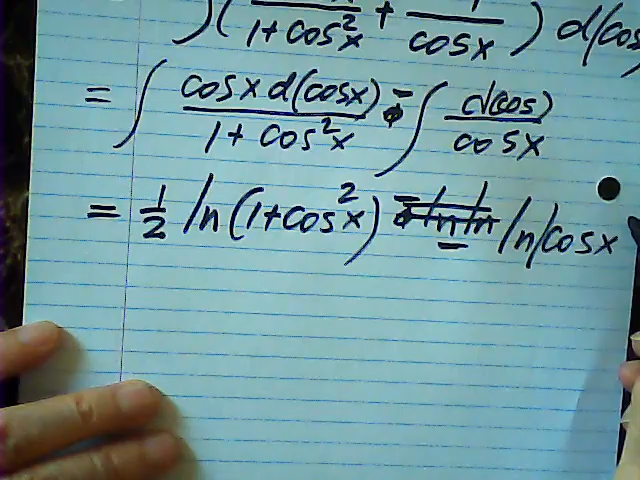 ∫( /1+cos²x + 1/cosx ) d(cos
= ∫ cosx d(cosx)/1+cos²x - ∫ d(cos)/cosx
= 1/2 ln(1+cos²x) - ln|cosx